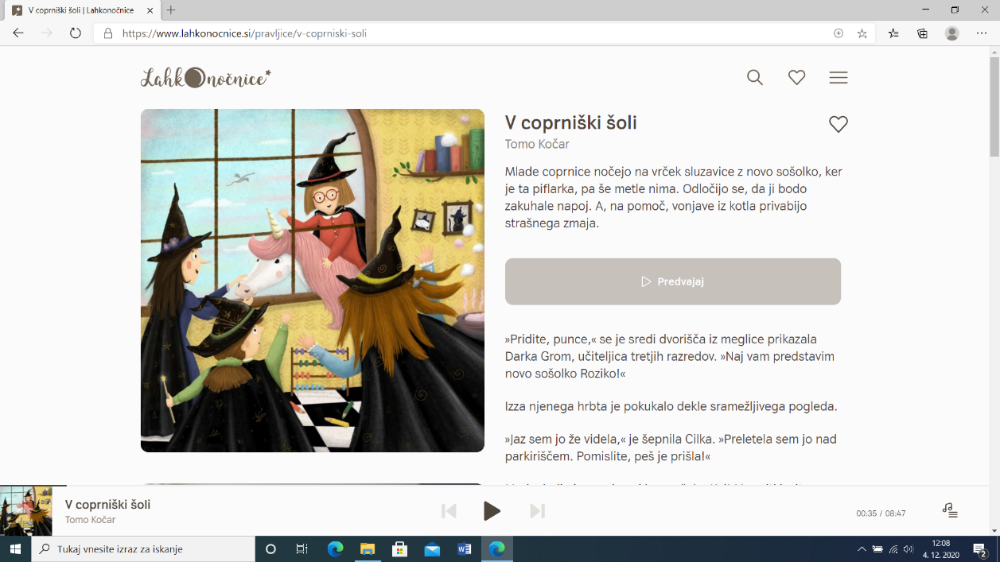 V coprniški šoli | Lahkonočnice
https://www.lahkonocnice.si/pravljice/v-coprniski-soli
Lahkonočnice
V coprniški šoli
Tomo Kočar
Mlade coprnice nočejo na vrček sluzavice z novo sošolko, ker
je ta piflarka, pa še metle nima. Odločijo se, da ji bodo
zakuhale napoj. A, na pomoč, vonjave iz kotla privabijo
strašnega zmaja.
Predvajaj
»Pridite, punce,« se je sredi dvorišča iz meglice prikazala
Darka Grom, učiteljica tretjih razredov. »Naj vam predstavim
novo sošolko Roziko!«
Izza njenega hrbta je pokukalo dekle sramežljivega pogleda.
»Jaz sem jo že videla,« je šepnila Cilka. »Preletela sem jo nad
parkiriščem. Pomislite, peš je prišla!«
V coprniški šoli
Tomo Kočar
00:35 / 08:47
Tukaj vnesite izraz za iskanje
12:08
4. 12. 2020
2